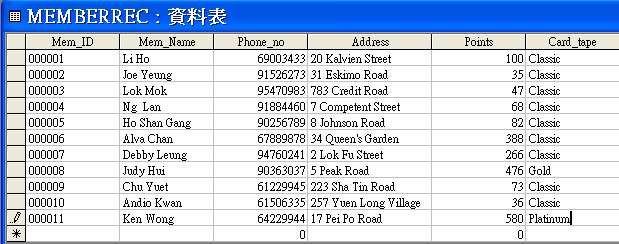 MEMBERREC : 資料表
Mem_ID Mem_Name Phone_no Address Points Card_tape
000001 Li Ho 69003433 20 Kalvien Street 100 Classic
000002 Joe Yeung 91526273 31 Eskimo Road 35 Classic
000003 Lok Mok 95470983 783 Credit Road 47 Classic
000004 Ng Lan 91884460 7 Competent Street 68 Classic
000005 Ho Shan Gang 90256789 8 Johnson Road 82 Classic
000006 Alva Chan 67889878 34 Queen's Garden 388 Classic
000007 Debby Leung 94760241 2 Lok Fu Street 266 Classic
000008 Judy Hui 90363037 5 Peak Road 476 Gold
000009 Chu Yuet 61229945 223 Sha Tin Road 73 Classic
000010 Andio Kwan 61506335 257 Yuen Long Village 36 Classic
000011 Ken Wong 64229944 17 Pei Po Road 580 Platinum
0 0